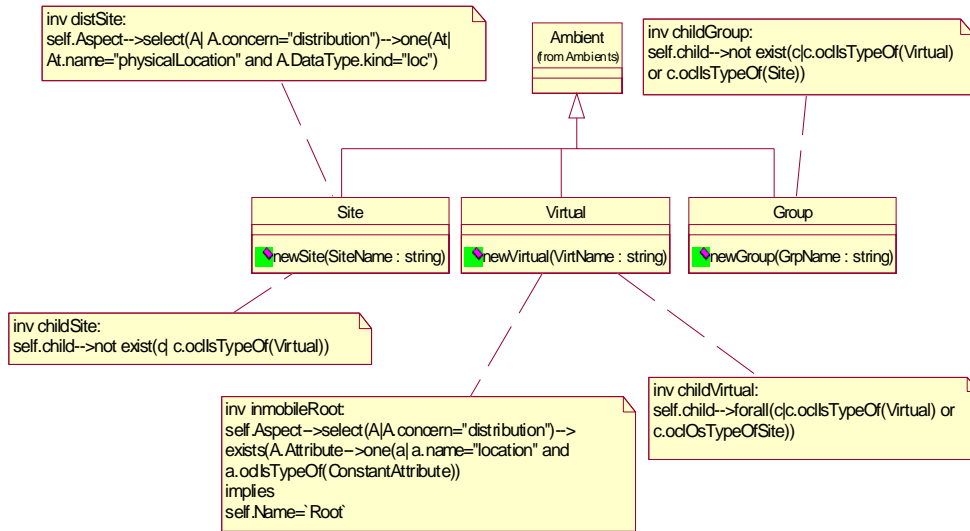 inv distSite:
self.Aspect-->select(A| A.concern="distribution")-->one(At|
At.name="physicalLocation" and A.DataType.kind="loc")
Ambient
(from Ambients)
inv childGroup:
self.child-->not exist(c|c.oclIsTypeOf(Virtual)
or c.oclIsTypeOf(Site))
Site
newSite(SiteName : string)
Virtual
newVirtual(VirtName : string)
Group
newGroup(GrpName : string)
inv childSite:
self.child-->not exist(c| c.oclIsTypeOf(Virtual))
inv inmobileRoot:
self.Aspect-->select(A|A.concern="distribution")-->
exists(A.Attribute-->one(a| a.name="location" and
a.oclIsTypeOf(ConstantAttribute))
implies
self.Name=`Root`
inv childVirtual:
self.child-->forall(c|c.oclIsTypeOf(Virtual) or
c.oclOsTypeOfSite))